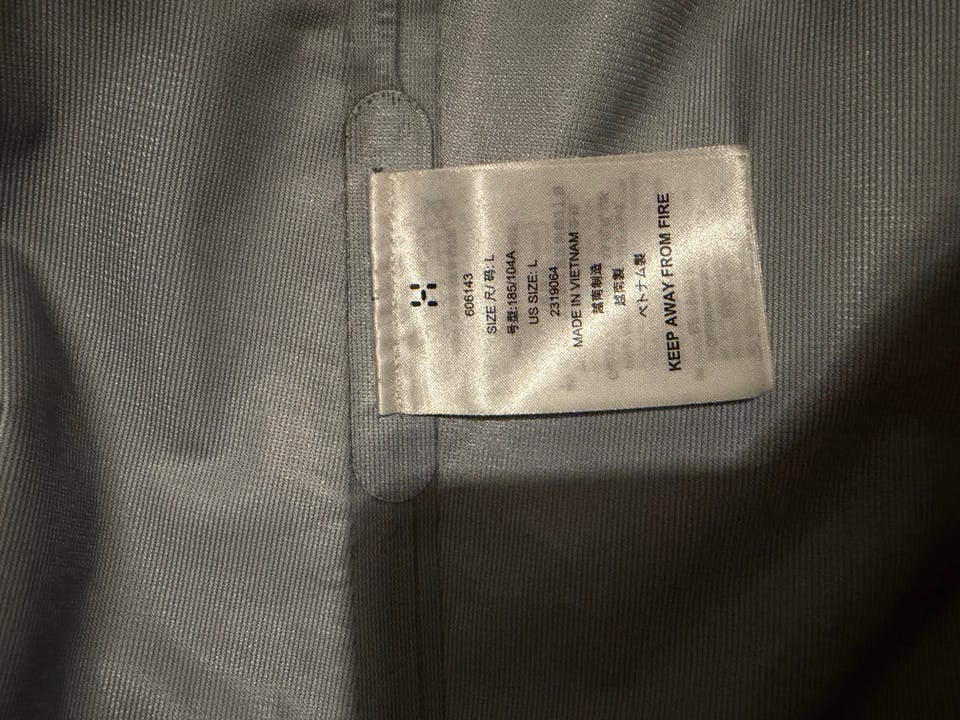 606143
SIZE 尺/ 码: L
号型:185/104A
US SIZE: L
2319064
MADE IN VIETNAM
越南制造
越南製
ベトナム製
KEEP AWAY FROM FIRE